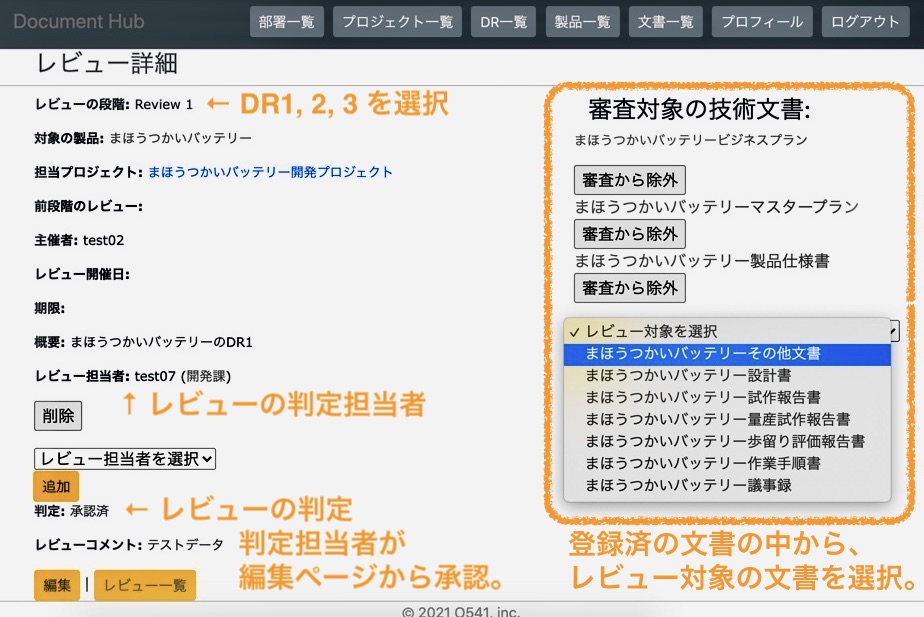 Document Hub
部署一覧
プロジェクト一覧
DR一覧
製品一覧
文書一覧
プロフィール
ログアウト
レビュー詳細
レビューの段階: Review 1
← DR1, 2, 3 を選択
対象の製品: まほうつかいバッテリー
担当プロジェクト: まほうつかいバッテリー開発プロジェクト
前段階のレビュー:
主催者: test02
レビュー開催日:
期限:
概要: まほうつかいバッテリーのDR1
レビュー担当者: test07 (開発課)
↑ レビューの判定担当者
削除
レビュー担当者を選択
追加
判定: 承認済
← レビューの判定
レビューコメント: テストデータ
判定担当者が
編集ページから承認。
編集 | レビュー一覧
審査対象の技術文書:
まほうつかいバッテリービジネスプラン
審査から除外
まほうつかいバッテリーマスタープラン
審査から除外
まほうつかいバッテリー製品仕様書
審査から除外
✓ レビュー対象を選択
まほうつかいバッテリーその他文書
まほうつかいバッテリー設計書
まほうつかいバッテリー試作報告書
まほうつかいバッテリー量産試作報告書
まほうつかいバッテリー歩留り評価報告書
まほうつかいバッテリー作業手順書
まほうつかいバッテリー議事録
登録済の文書の中から、
レビュー対象の文書を選択。
© 2021 O541, inc.